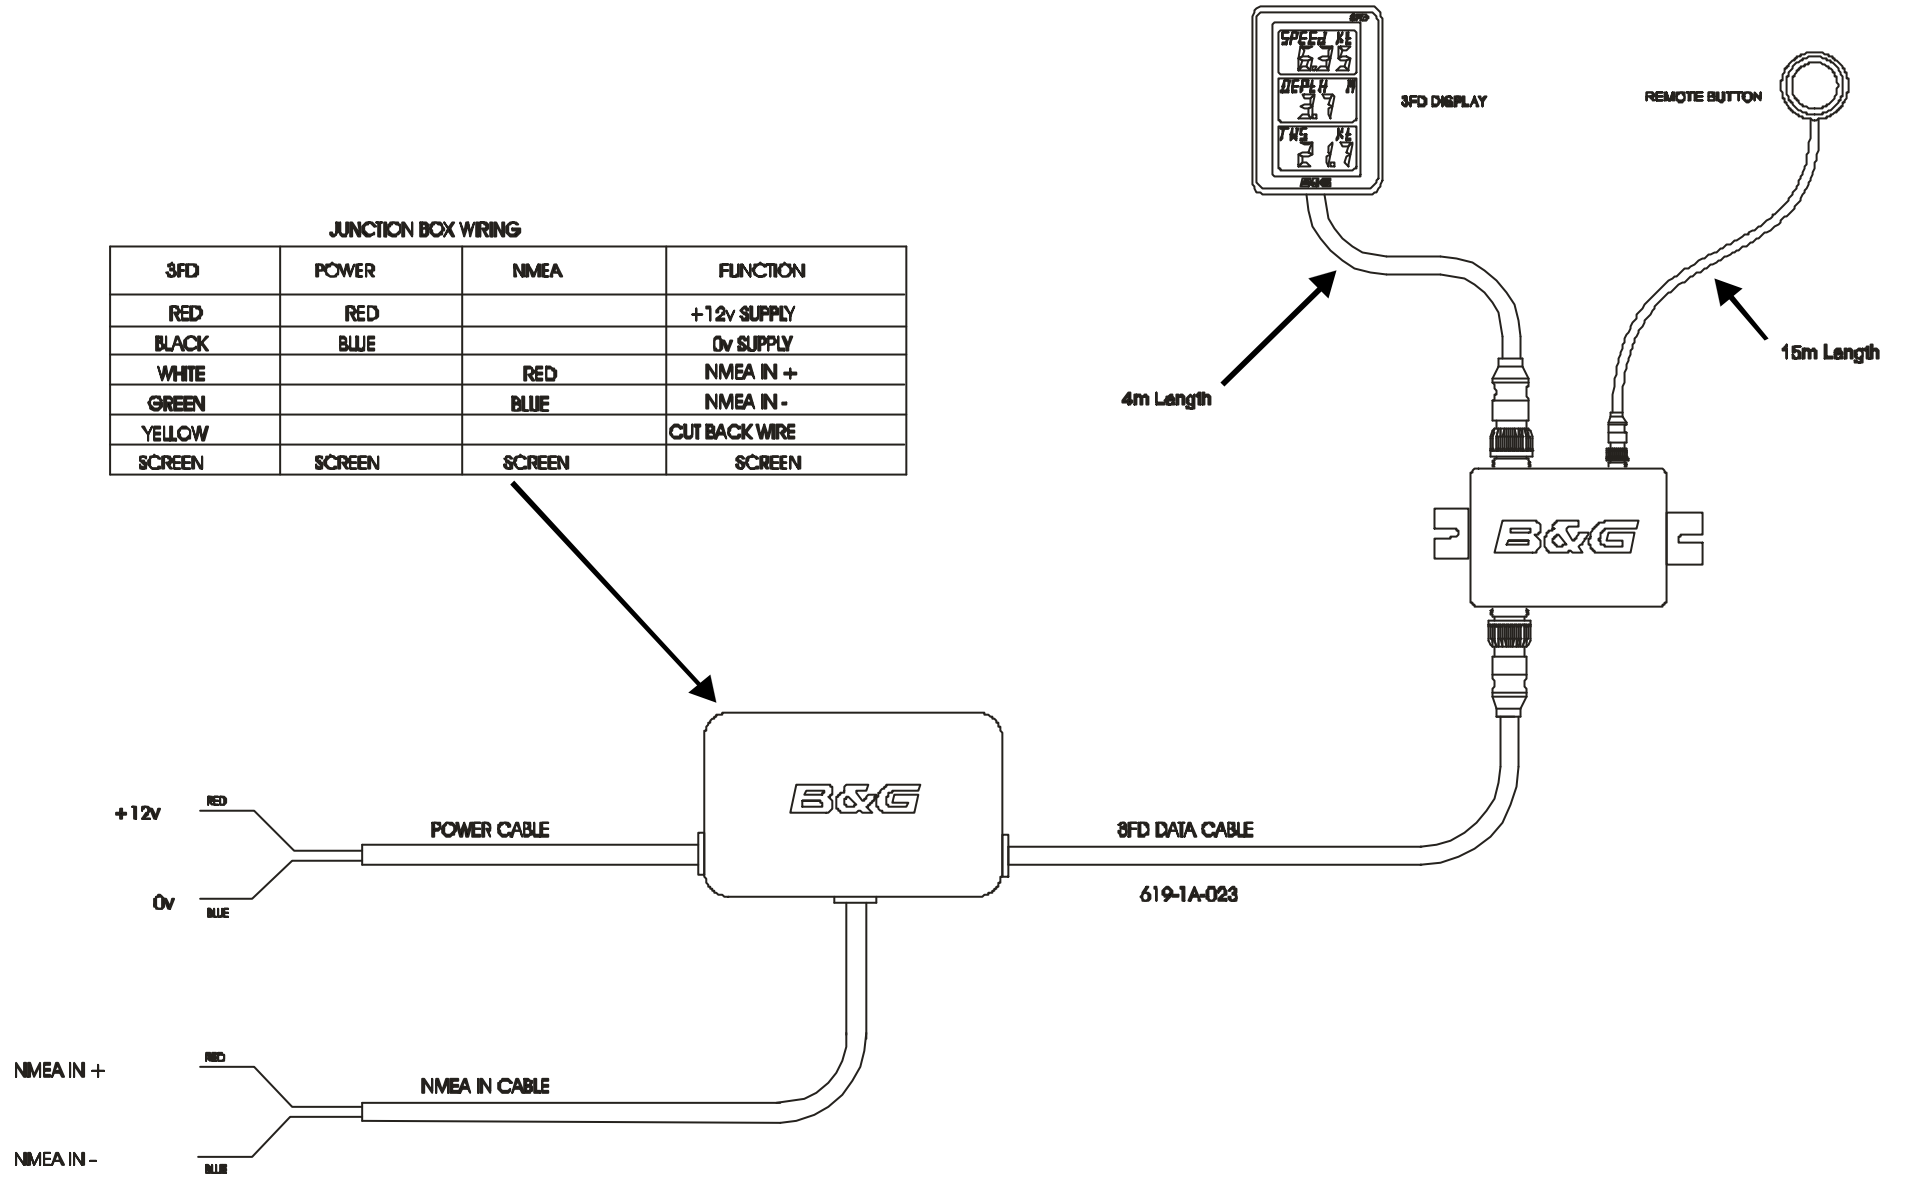 3FD
SPEEd Kt
6.35
DEPtH M
3.7
TWS Kt
21.7
B&G
3FD DISPLAY
REMOTE BUTTON
4m Length
15m Length
JUNCTION BOX WIRING
3FD POWER NMEA FUNCTION
RED RED +12v SUPPLY
BLACK BLUE 0v SUPPLY
WHITE RED NMEA IN +
GREEN BLUE NMEA IN -
YELLOW CUT BACK WIRE
SCREEN SCREEN SCREEN SCREEN
B&G
B&G
+12v RED
POWER CABLE
0v BLUE
3FD DATA CABLE
619-1A-023
NMEA IN + RED
NMEA IN CABLE
NMEA IN - BLUE